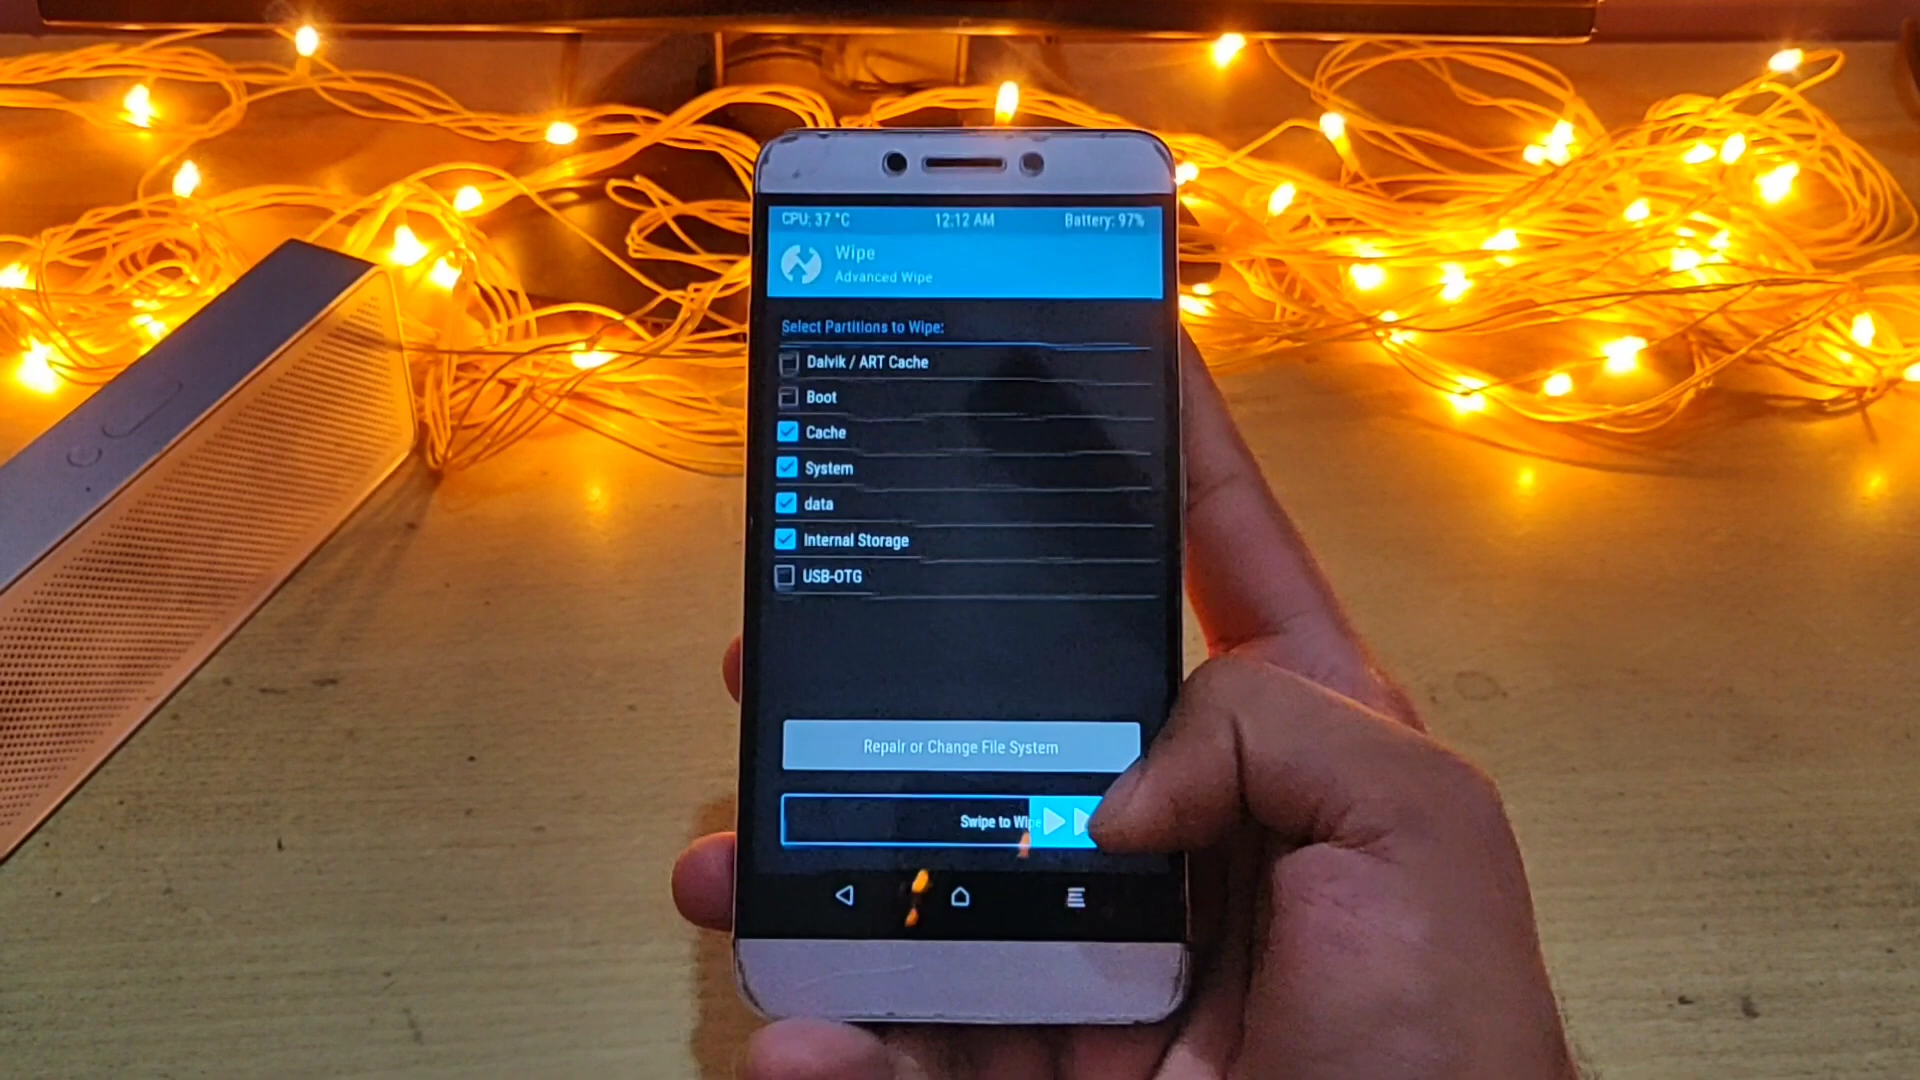 CPU: 37 °C 12:12 AM Battery: 97%
Wipe
Advanced Wipe
Select Partitions to Wipe:
Dalvik / ART Cache
Boot
Cache
System
data
Internal Storage
USB-OTG
Repair or Change File System
Swipe to Wipe